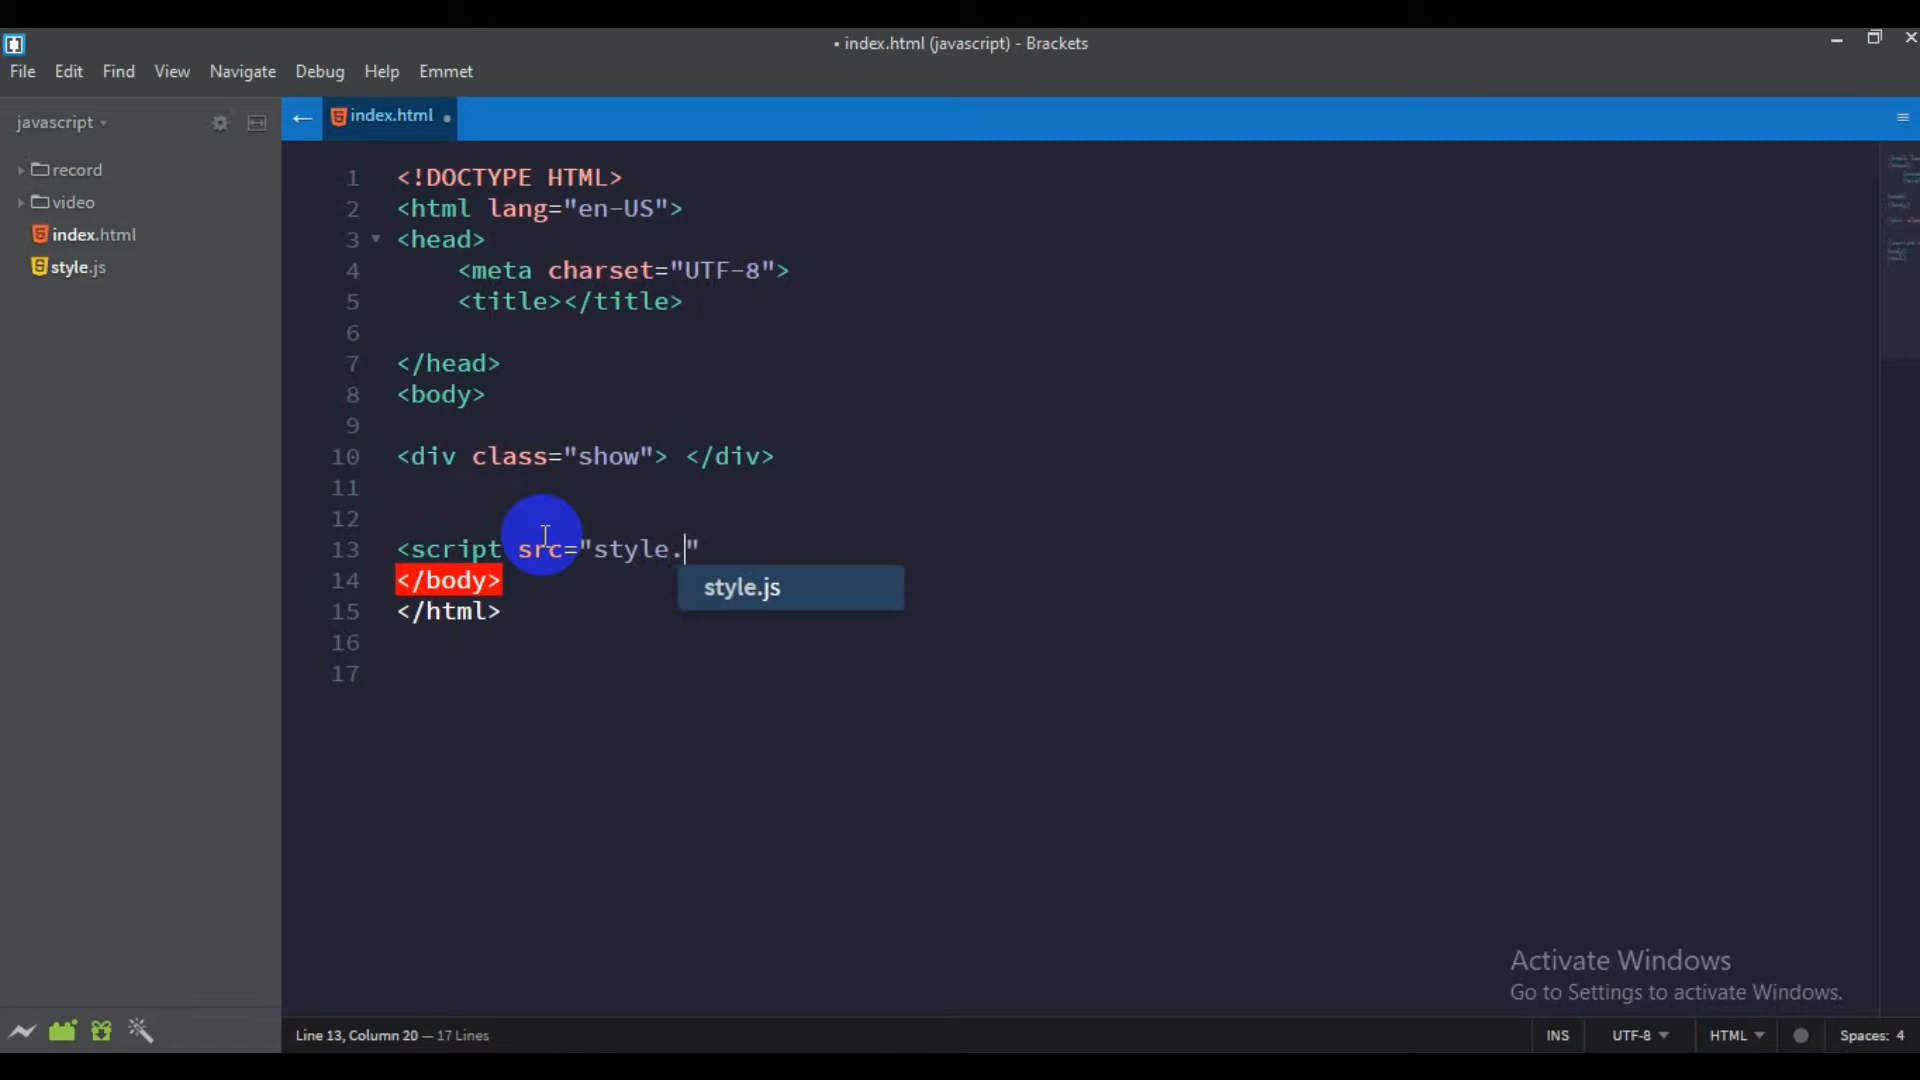 • index.html (javascript) - Brackets
File Edit Find View Navigate Debug Help Emmet
javascript
index.html
record
video
index.html
style.js
1 <!DOCTYPE HTML>
2 <html lang="en-US">
3 <head>
4 <meta charset="UTF-8">
5 <title></title>
6
7 </head>
8 <body>
9
10 <div class="show"> </div>
11
12
13 <script src="style."
14 </body>
15 </html>
16
17
style.js
Activate Windows
Go to Settings to activate Windows.
Line 13, Column 20 — 17 Lines
INS UTF-8 HTML Spaces: 4